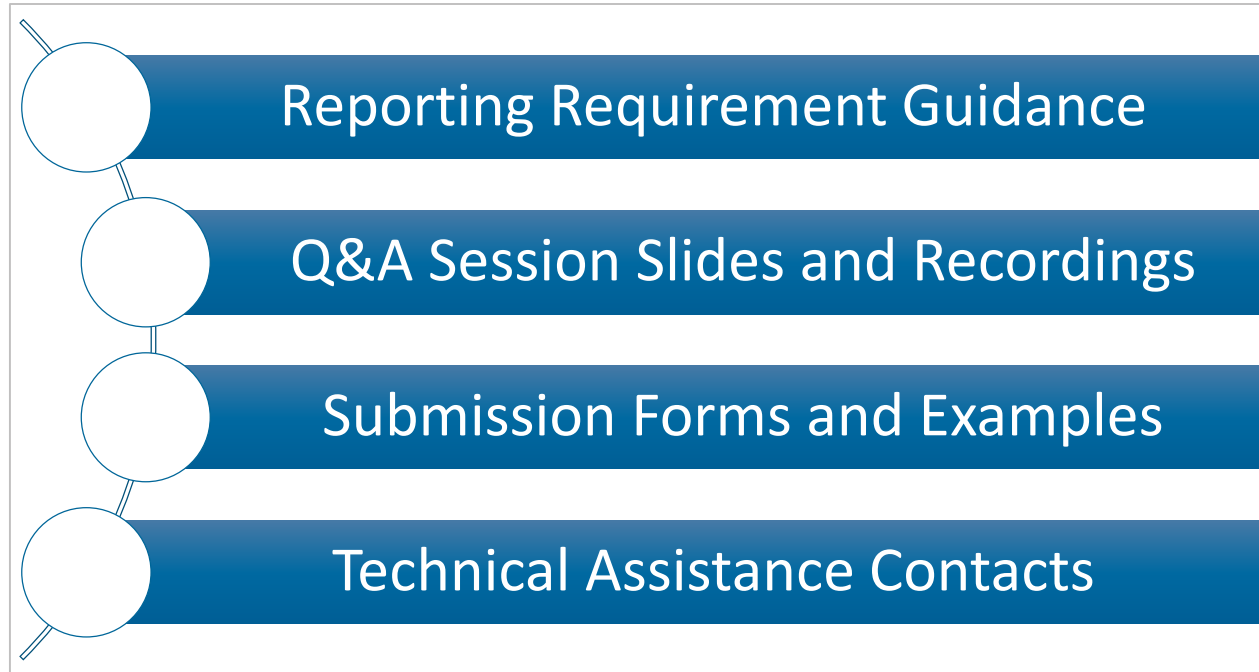 Reporting Requirement Guidance
Q&A Session Slides and Recordings
Submission Forms and Examples
Technical Assistance Contacts